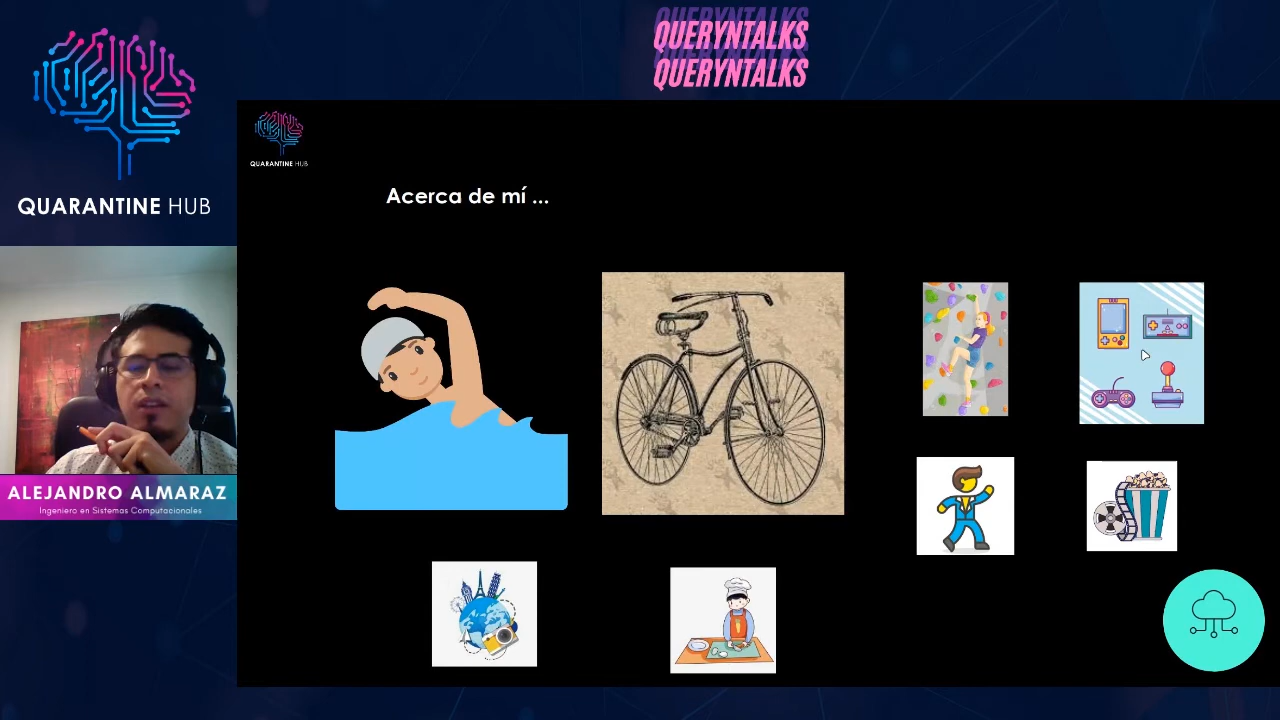 QUERYNTALKS
QUERYNTALKS
QUARANTINE HUB
QUARANTINE HUB
Acerca de mí ...
ALEJANDRO ALMARAZ
Ingeniero en Sistemas Computacionales